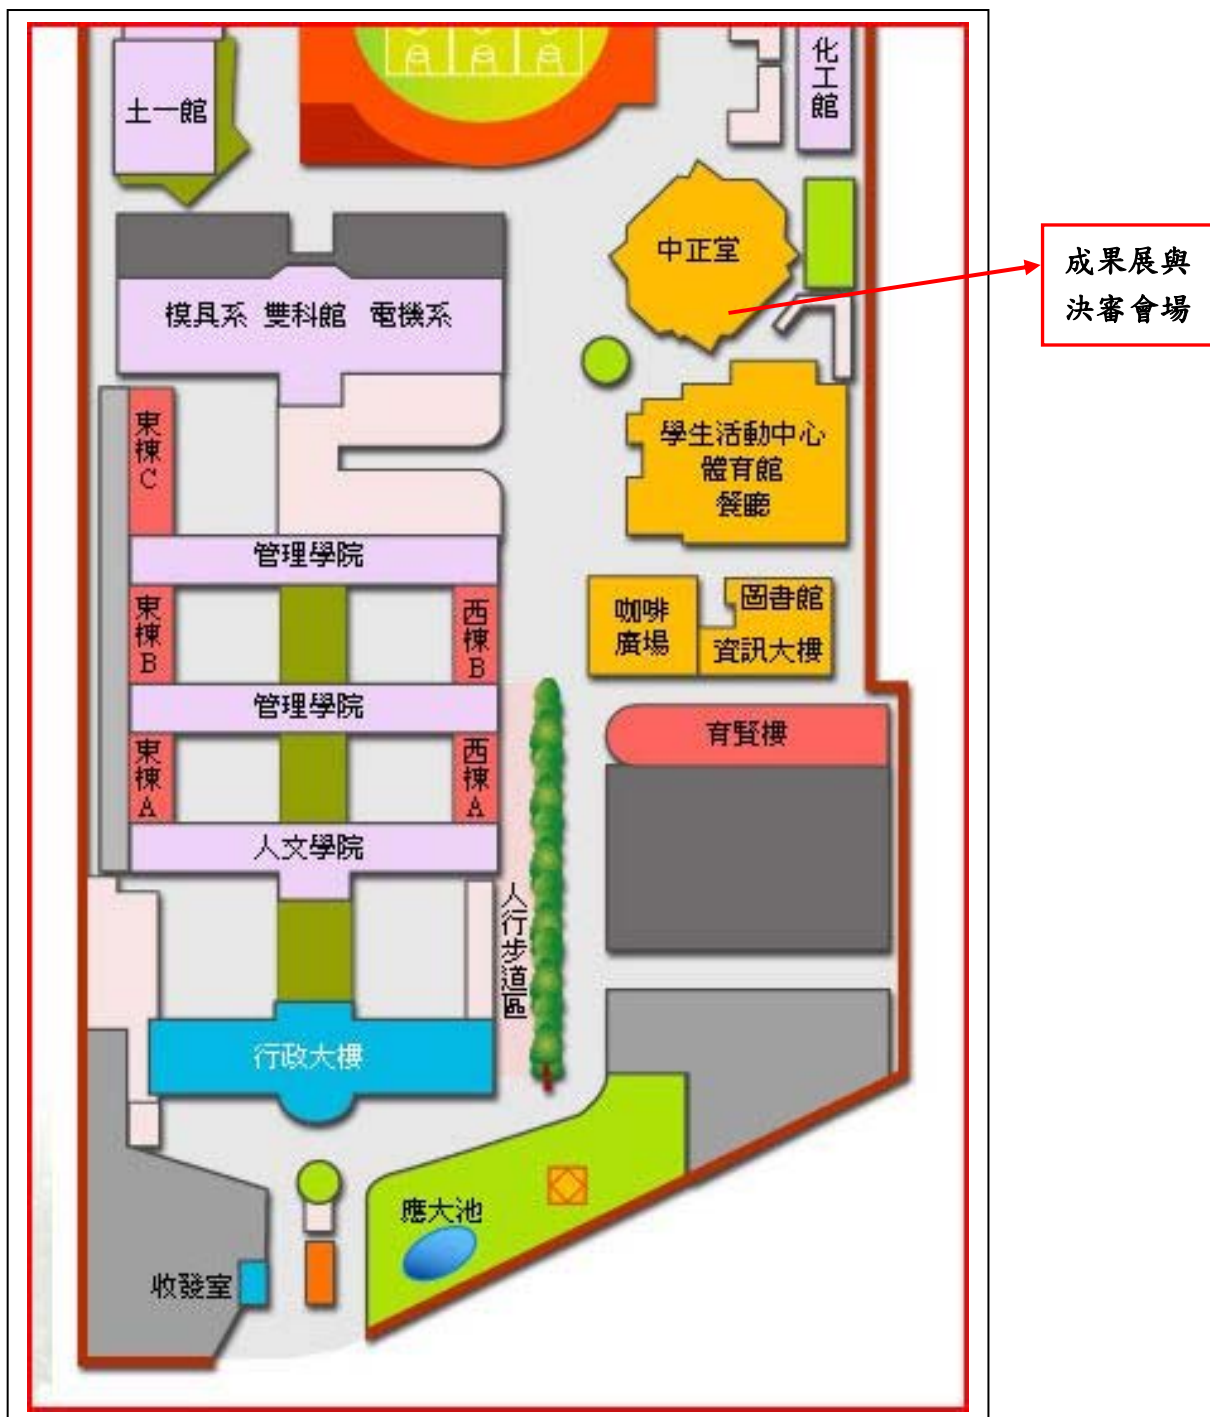 土一館
化工館
中正堂
成果展與
決審會場
模具系 雙科館 電機系
東棟C
學生活動中心
體育館
餐廳
管理學院
東棟B
西棟B
咖啡
廣場
圖書館
資訊大樓
管理學院
育賢樓
東棟A
西棟A
人文學院
人行步道區
行政大樓
應大池
收發室